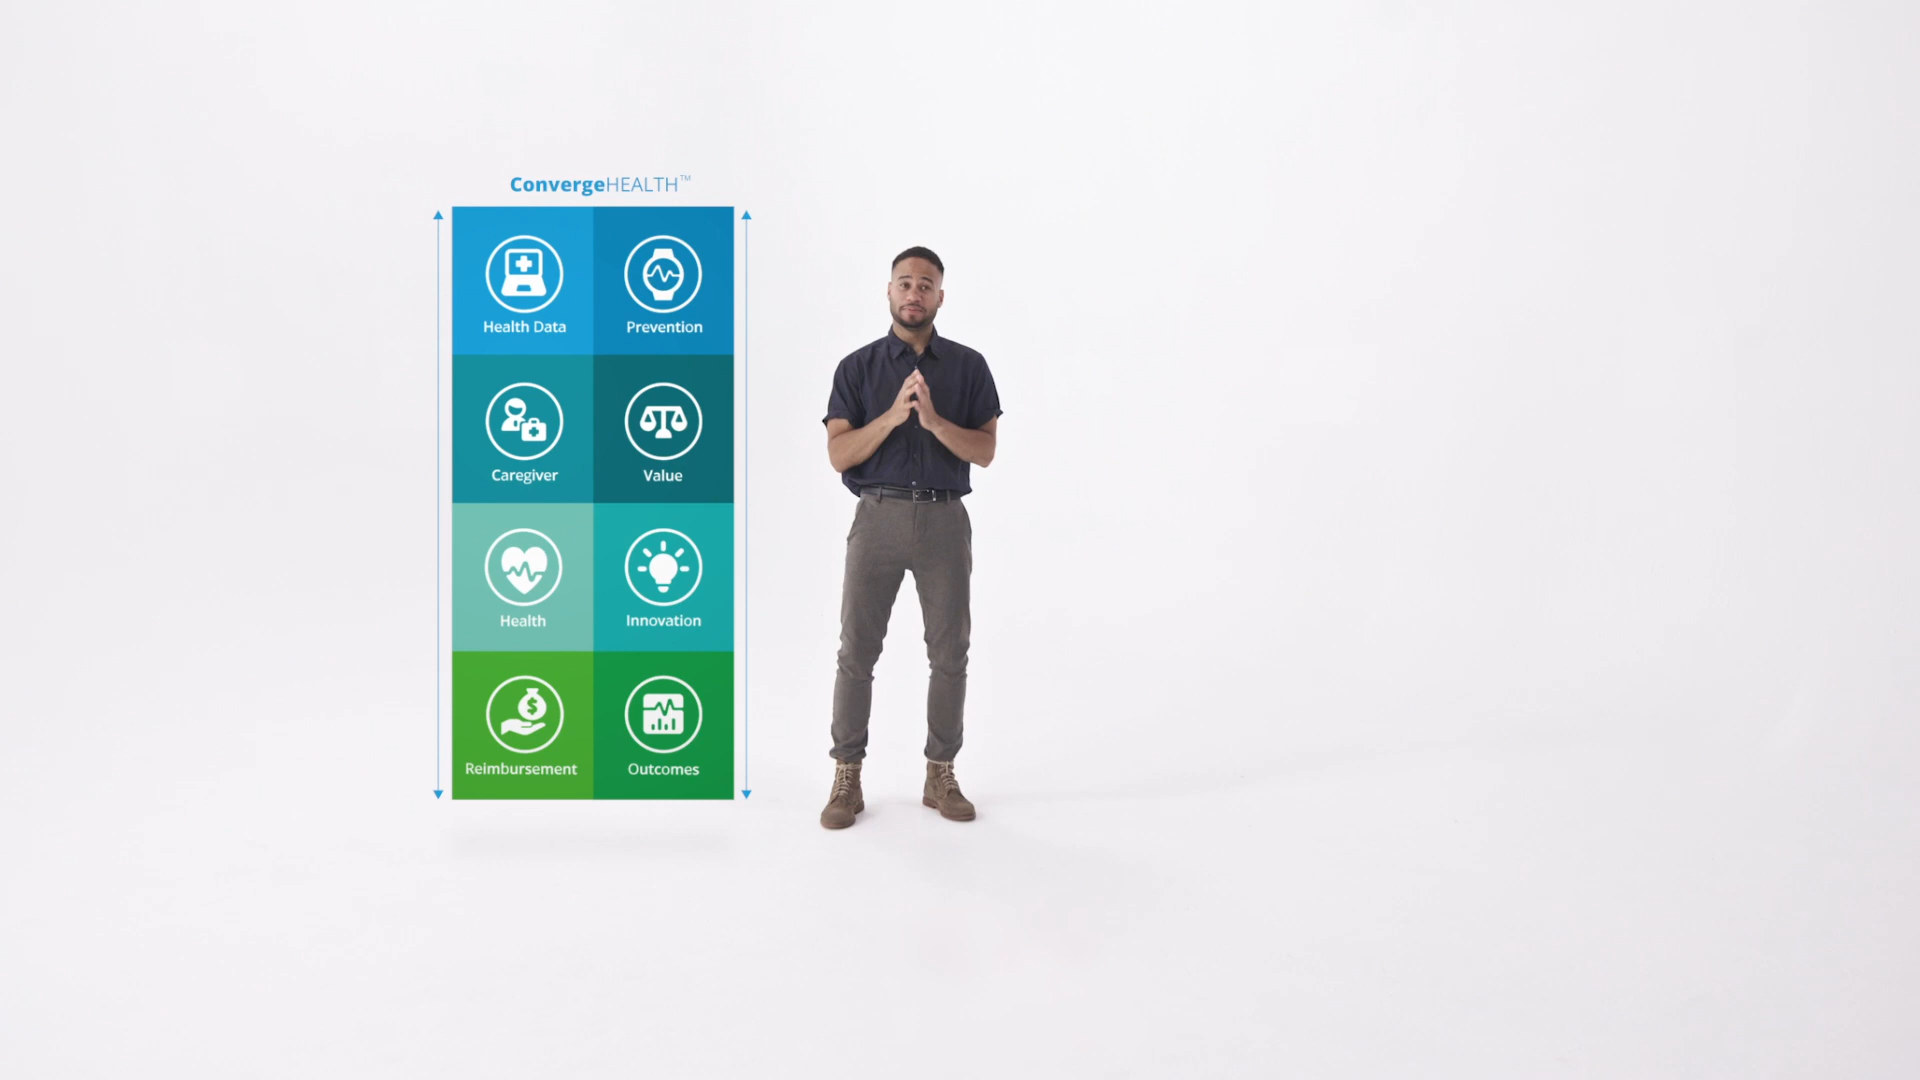 ConvergeHEALTH™
Health Data
Prevention
Caregiver
Value
Health
Innovation
Reimbursement
Outcomes